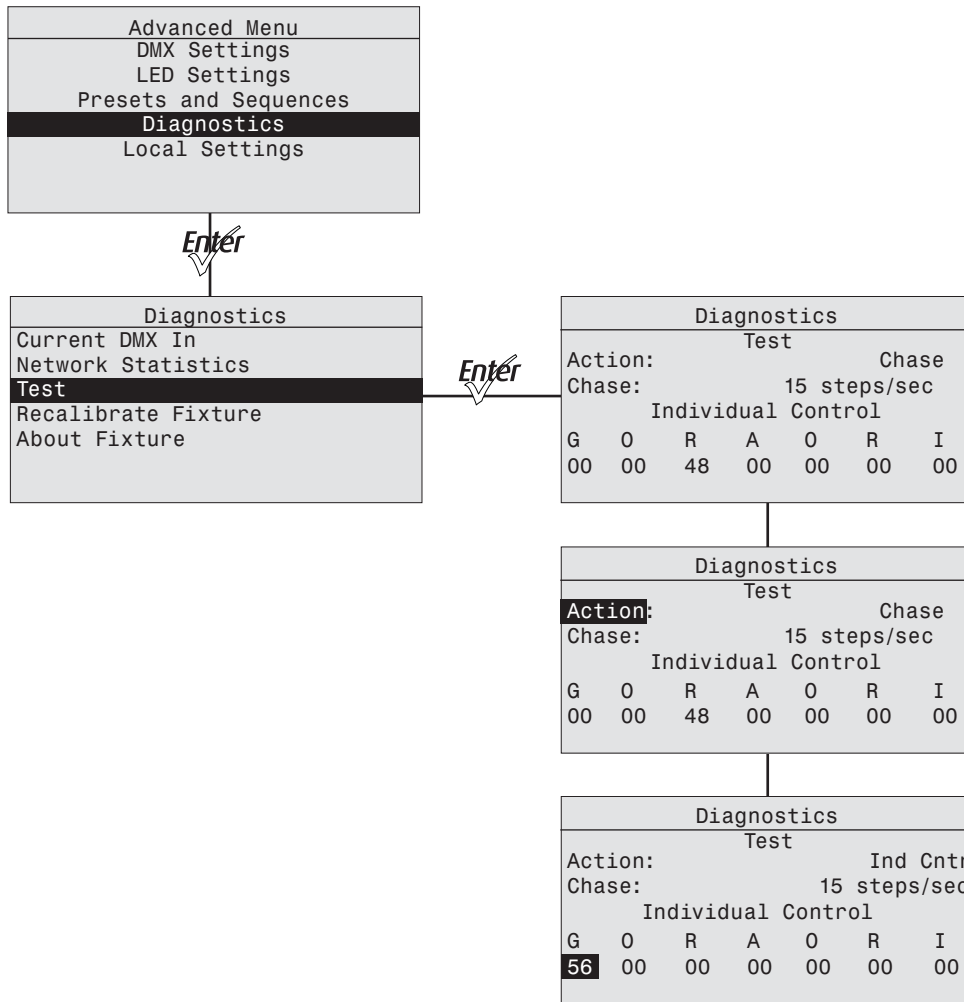 Advanced Menu
DMX Settings
LED Settings
Presets and Sequences
Diagnostics
Local Settings
Enter
Diagnostics
Current DMX In
Network Statistics
Test
Recalibrate Fixture
About Fixture
Enter
Diagnostics
Test
Action: Chase
Chase: 15 steps/sec
Individual Control
G O R A O R I
00 00 48 00 00 00 00
Diagnostics
Test
Action: Chase
Chase: 15 steps/sec
Individual Control
G O R A O R I
00 00 48 00 00 00 00
Diagnostics
Test
Action: Ind
Chase: 15 steps/sec
Individual Control
G O R A O R I
56 00 00 00 00 00 00